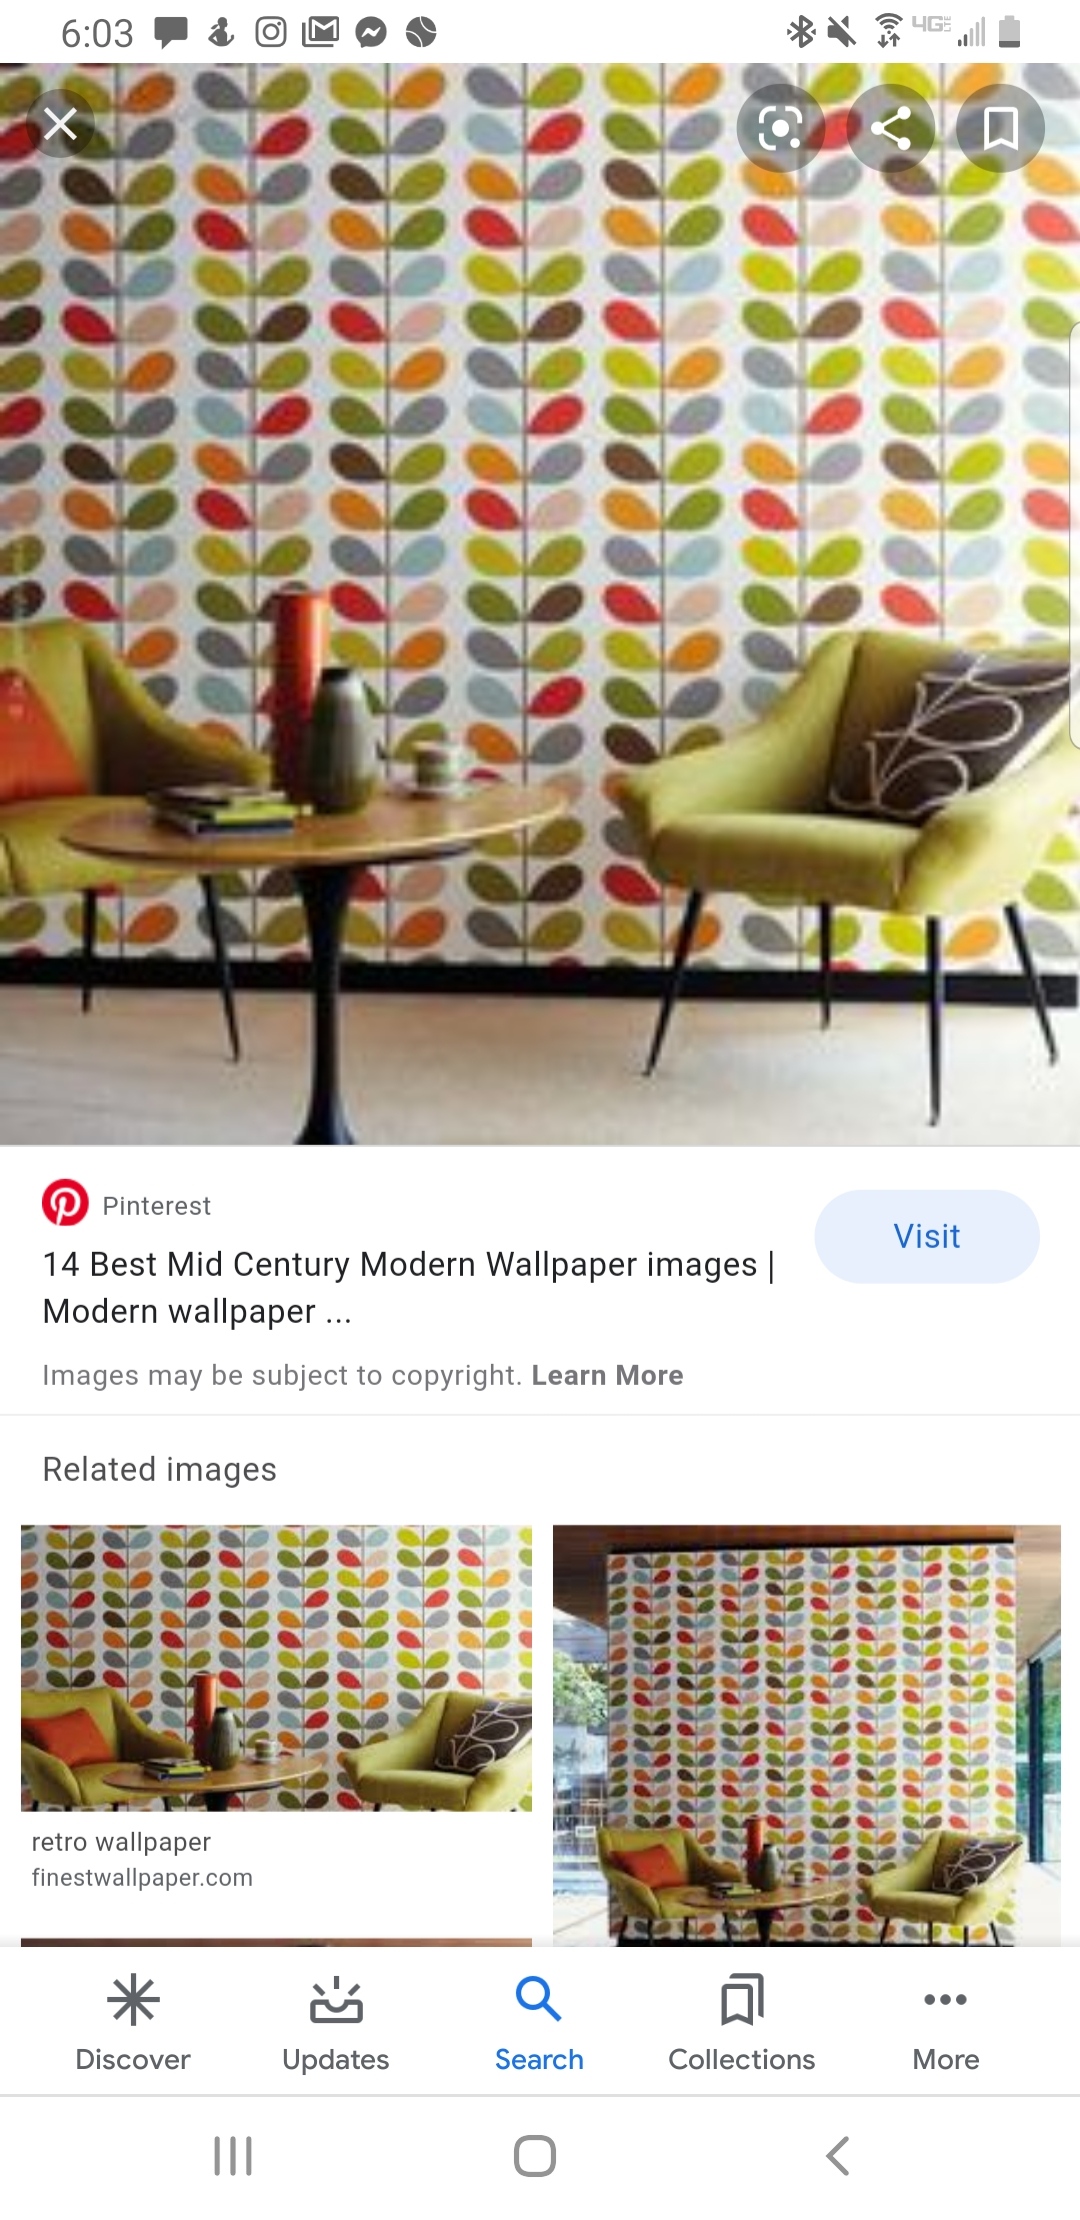 6:03
4G LTE
Pinterest
14 Best Mid Century Modern Wallpaper images |
Modern wallpaper ...
Visit
Images may be subject to copyright. Learn More
Related images
retro wallpaper
finestwallpaper.com
Discover
Updates
Search
Collections
More